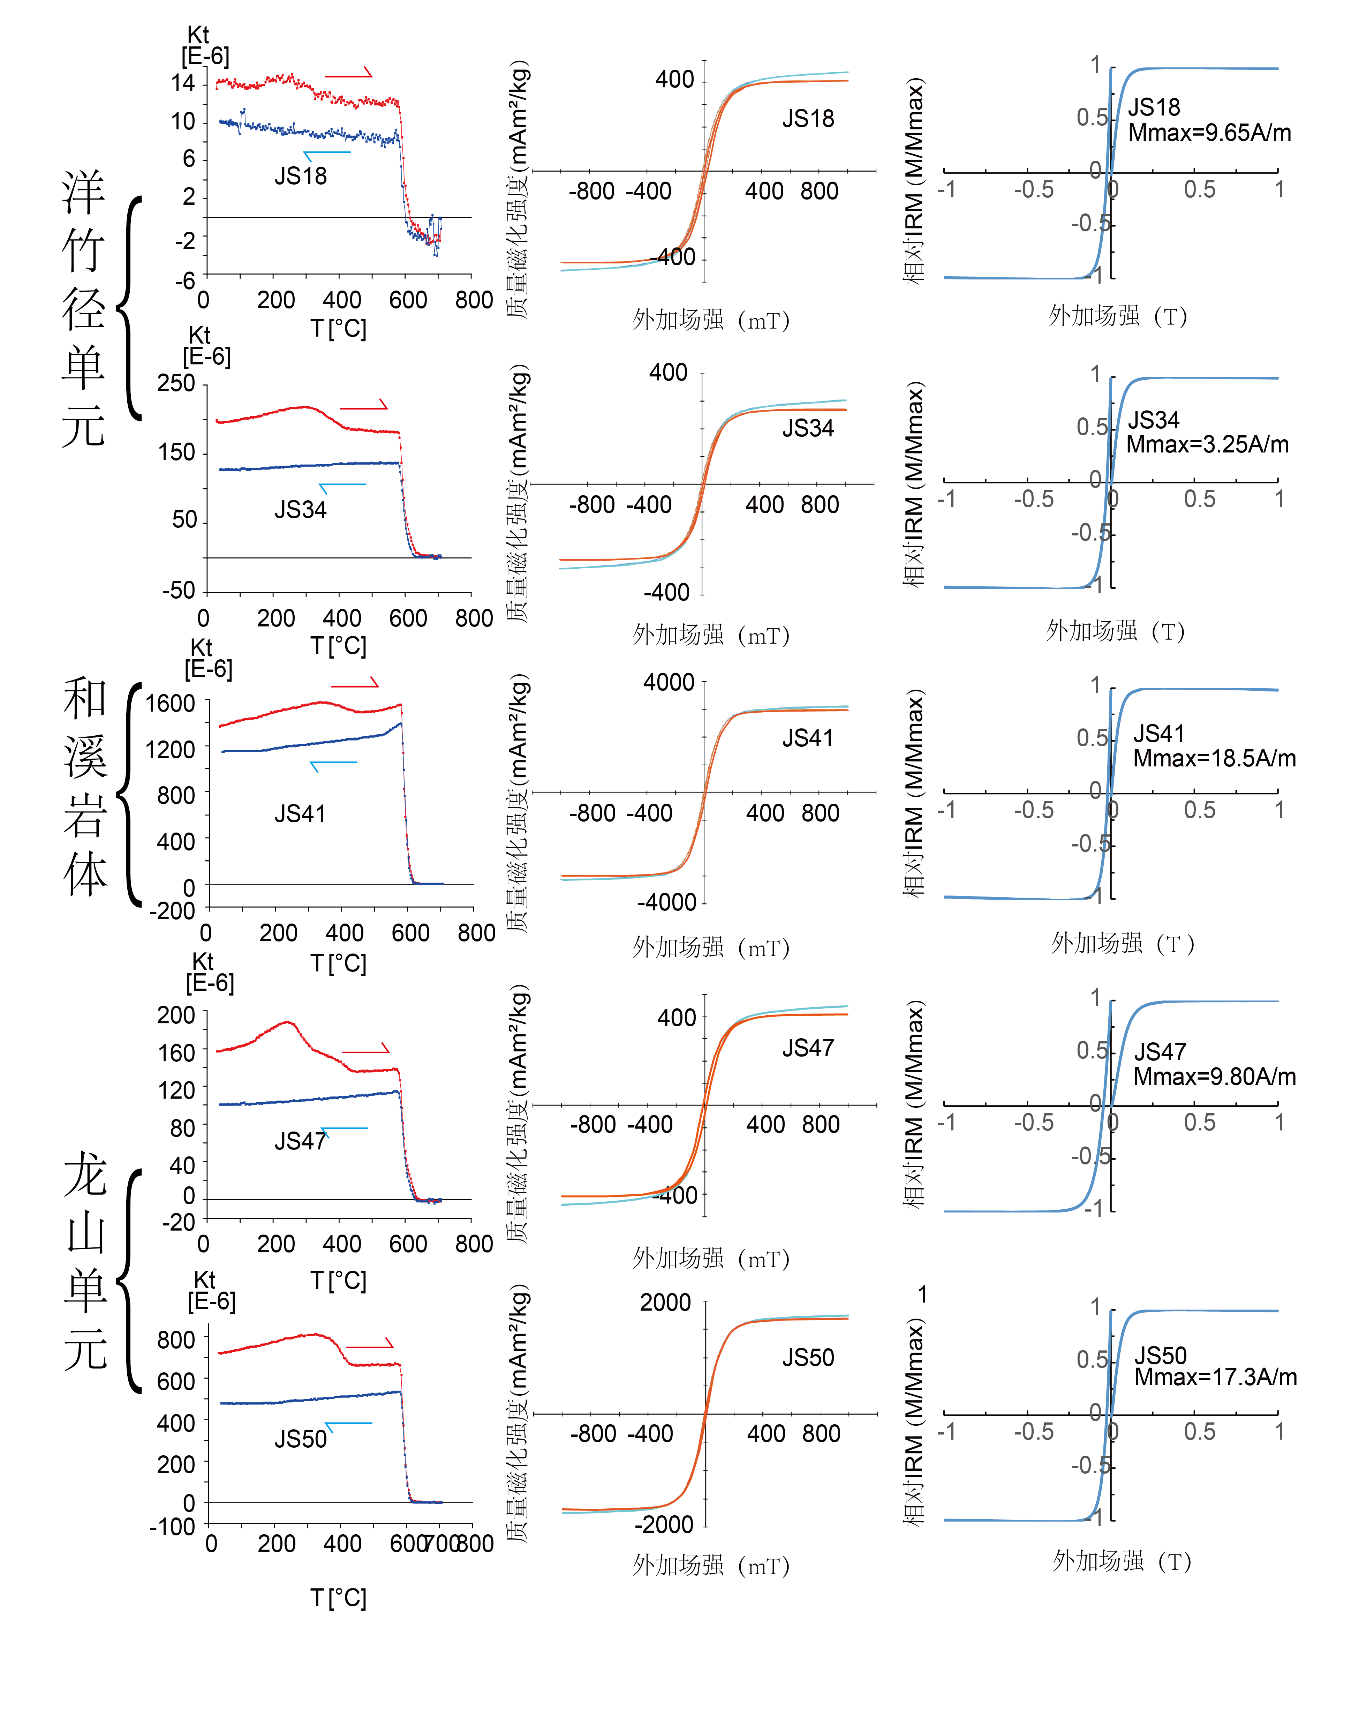 洋竹径单元
Kt
[E-6]
14
10
6
2
-2
-6
0 200 400 600 800
T [°C]
JS18
质量磁化强度(mAm²/kg)
400
-800 -400 400 800
-400
JS18
外加场强 (mT)
相对IRM (M/Mmax)
1
0.5
0
-0.5
-1
-1 -0.5 0 0.5 1
JS18
Mmax=9.65A/m
外加场强 (T)
Kt
[E-6]
250
150
50
-50
0 200 400 600 800
T [°C]
JS34
质量磁化强度(mAm²/kg)
400
-800 -400 400 800
-400
JS34
外加场强 (mT)
相对IRM (M/Mmax)
1
0.5
0
-0.5
-1
-1 -0.5 0 0.5 1
JS34
Mmax=3.25A/m
外加场强 (T)
和溪岩体
Kt
[E-6]
1600
1200
800
400
0
-200
0 200 400 600 800
T [°C]
JS41
质量磁化强度(mAm²/kg)
4000
-800 -400 400 800
-4000
JS41
外加场强 (mT)
相对IRM (M/Mmax)
1
0.5
0
-0.5
-1
-1 -0.5 0 0.5 1
JS41
Mmax=18.5A/m
外加场强 (T)
龙山单元
Kt
[E-6]
200
160
120
80
40
0
-20
0 200 400 600 800
T [°C]
JS47
质量磁化强度(mAm²/kg)
400
-800 -400 400 800
-400
JS47
外加场强 (mT)
相对IRM (M/Mmax)
1
0.5
0
-0.5
-1
-1 -0.5 0 0.5 1
JS47
Mmax=9.80A/m
外加场强 (T)
Kt
[E-6]
800
600
400
200
0
-100
0 200 400 600 700 800
T [°C]
JS50
质量磁化强度(mAm²/kg)
2000
-800 -400 400 800
-2000
JS50
外加场强 (mT)
1
相对IRM (M/Mmax)
1
0.5
0
-0.5
-1
-1 -0.5 0 0.5 1
JS50
Mmax=17.3A/m
外加场强 (T)